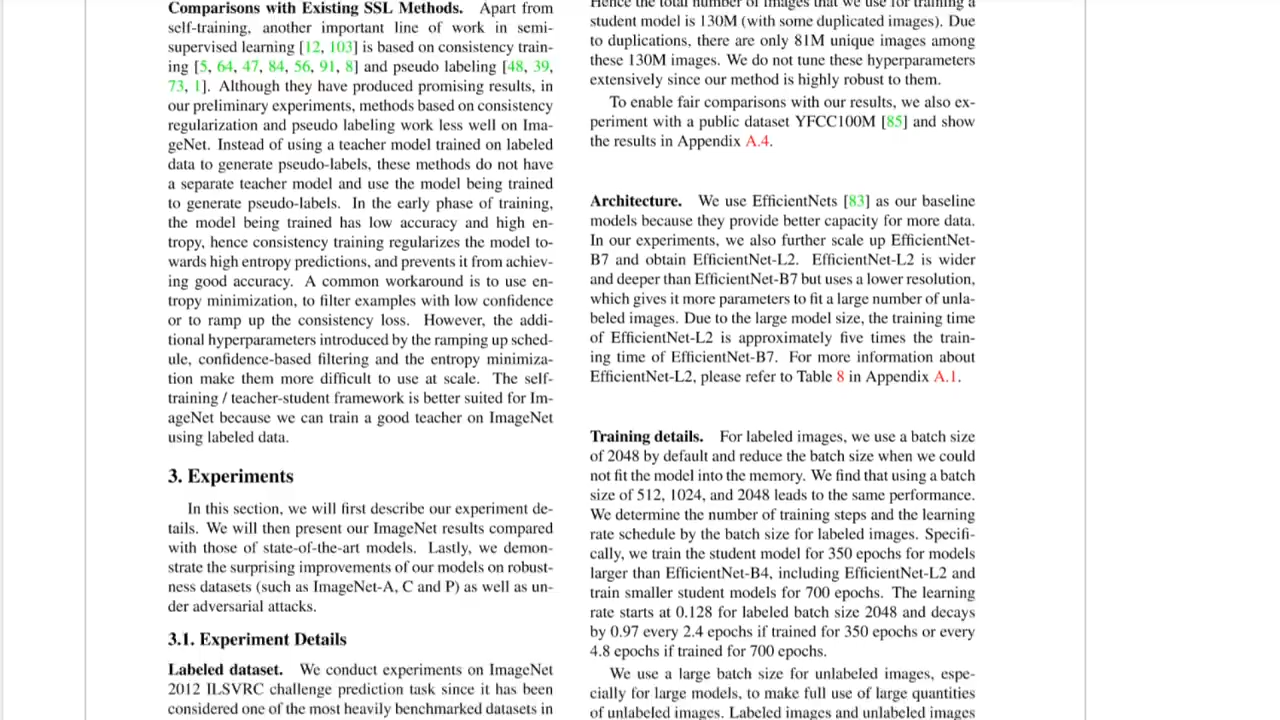 Comparisons with Existing SSL Methods. Apart from
self-training, another important line of work in semi-
supervised learning [12, 103] is based on consistency train-
ing [5, 64, 47, 84, 56, 91, 8] and pseudo labeling [48, 39,
73, 1]. Although they have produced promising results, in
our preliminary experiments, methods based on consistency
regularization and pseudo labeling work less well on Ima-
geNet. Instead of using a teacher model trained on labeled
data to generate pseudo-labels, these methods do not have
a separate teacher model and use the model being trained
to generate pseudo-labels. In the early phase of training,
the model being trained has low accuracy and high en-
tropy, hence consistency training regularizes the model to-
wards high entropy predictions, and prevents it from achiev-
ing good accuracy. A common workaround is to use en-
tropy minimization, to filter examples with low confidence
or to ramp up the consistency loss. However, the addi-
tional hyperparameters introduced by the ramping up sched-
ule, confidence-based filtering and the entropy minimiza-
tion make them more difficult to use at scale. The self-
training / teacher-student framework is better suited for Im-
ageNet because we can train a good teacher on ImageNet
using labeled data.
3. Experiments
In this section, we will first describe our experiment de-
tails. We will then present our ImageNet results compared
with those of state-of-the-art models. Lastly, we demon-
strate the surprising improvements of our models on robust-
ness datasets (such as ImageNet-A, C and P) as well as un-
der adversarial attacks.
3.1. Experiment Details
Labeled dataset. We conduct experiments on ImageNet
2012 ILSVRC challenge prediction task since it has been
considered one of the most heavily benchmarked datasets in
Hence the total number of images that we use for training a
student model is 130M (with some duplicated images). Due
to duplications, there are only 81M unique images among
these 130M images. We do not tune these hyperparameters
extensively since our method is highly robust to them.
To enable fair comparisons with our results, we also ex-
periment with a public dataset YFCC100M [85] and show
the results in Appendix A.4.
Architecture. We use EfficientNets [83] as our baseline
models because they provide better capacity for more data.
In our experiments, we also further scale up EfficientNet-
B7 and obtain EfficientNet-L2. EfficientNet-L2 is wider
and deeper than EfficientNet-B7 but uses a lower resolution,
which gives it more parameters to fit a large number of unla-
beled images. Due to the large model size, the training time
of EfficientNet-L2 is approximately five times the train-
ing time of EfficientNet-B7. For more information about
EfficientNet-L2, please refer to Table 8 in Appendix A.1.
Training details. For labeled images, we use a batch size
of 2048 by default and reduce the batch size when we could
not fit the model into the memory. We find that using a batch
size of 512, 1024, and 2048 leads to the same performance.
We determine the number of training steps and the learning
rate schedule by the batch size for labeled images. Specifi-
cally, we train the student model for 350 epochs for models
larger than EfficientNet-B4, including EfficientNet-L2 and
train smaller student models for 700 epochs. The learning
rate starts at 0.128 for labeled batch size 2048 and decays
by 0.97 every 2.4 epochs if trained for 350 epochs or every
4.8 epochs if trained for 700 epochs.
We use a large batch size for unlabeled images, espe-
cially for large models, to make full use of large quantities
of unlabeled images. Labeled images and unlabeled images